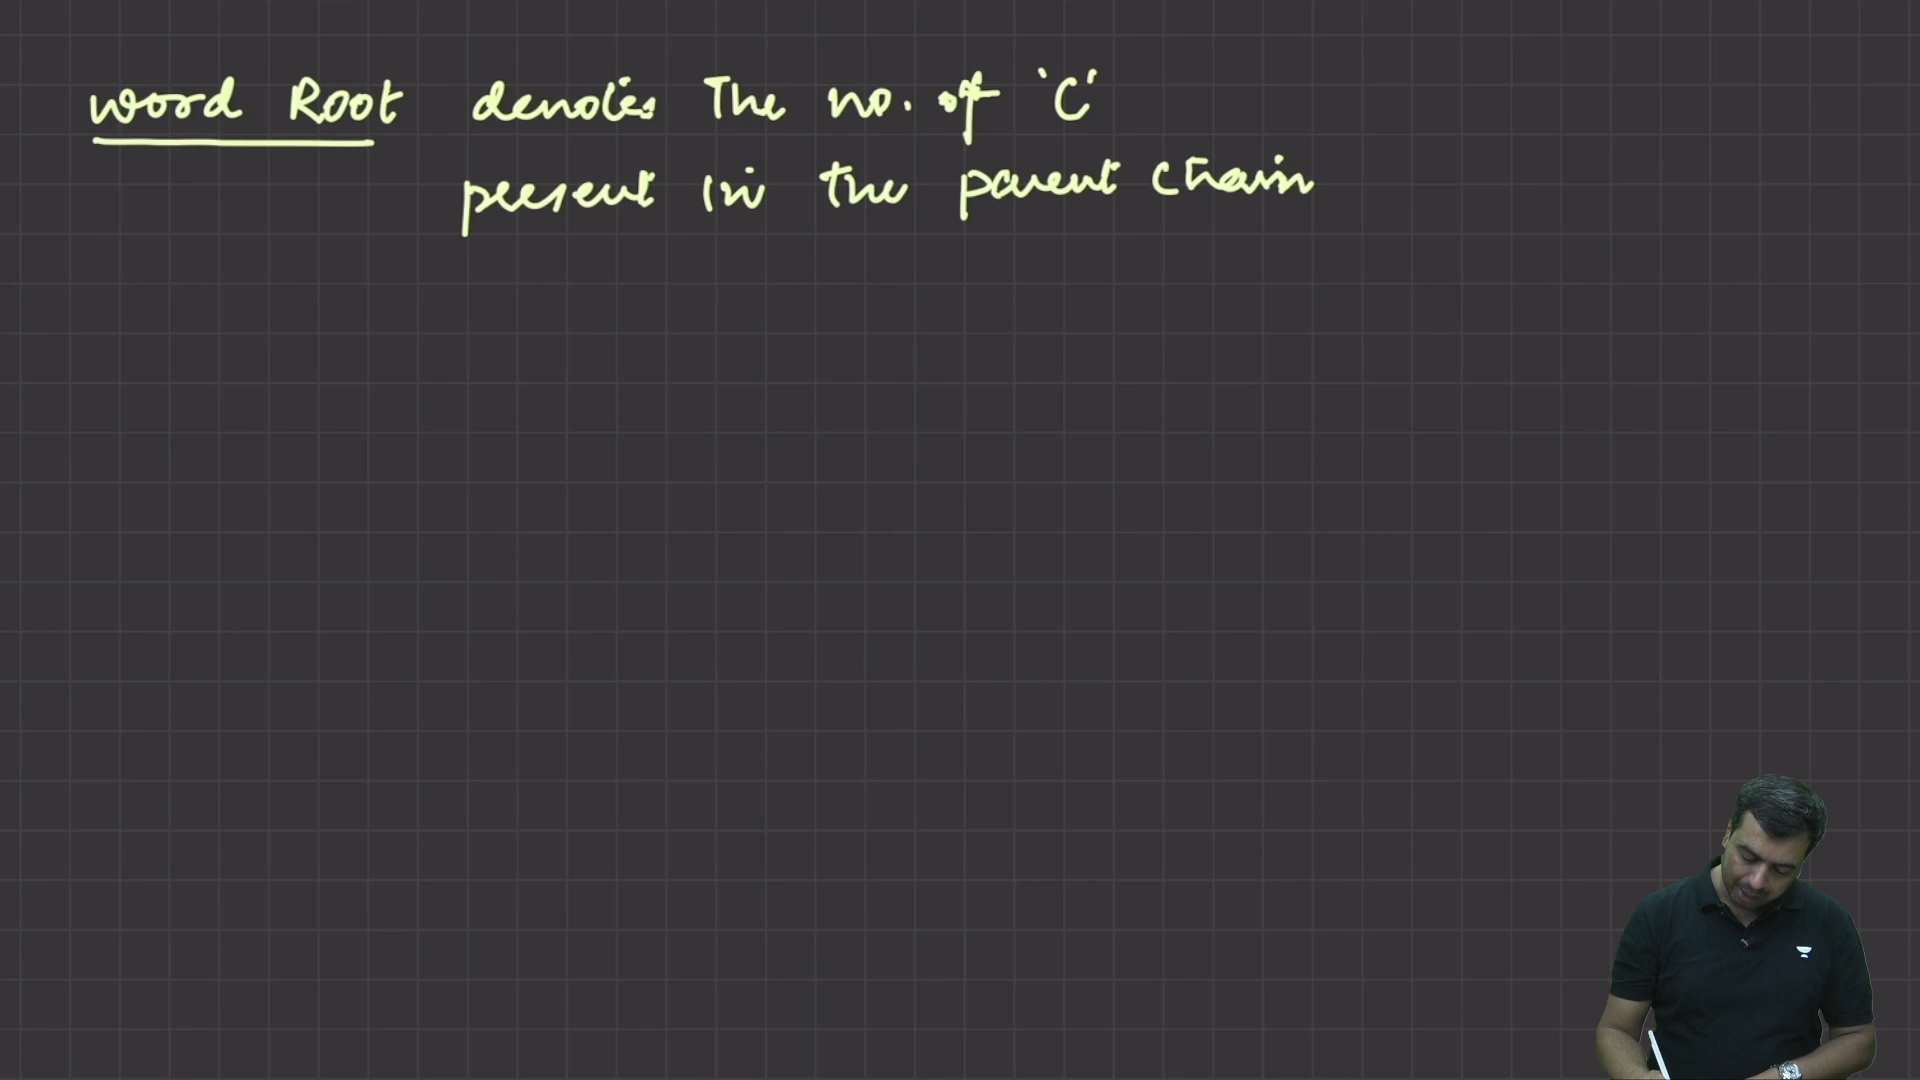 word Root denotes The no. of 'C'
present in the parent chain